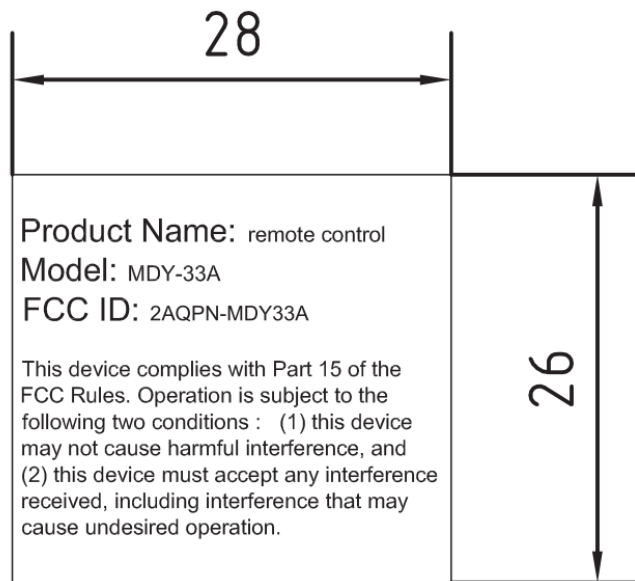 28
Product Name: remote control
Model: MDY-33A
FCC ID: 2AQPN-MDY33A
This device complies with Part 15 of the
FCC Rules. Operation is subject to the
following two conditions :   (1) this device
may not cause harmful interference, and
(2) this device must accept any interference
received, including interference that may
cause undesired operation.
26